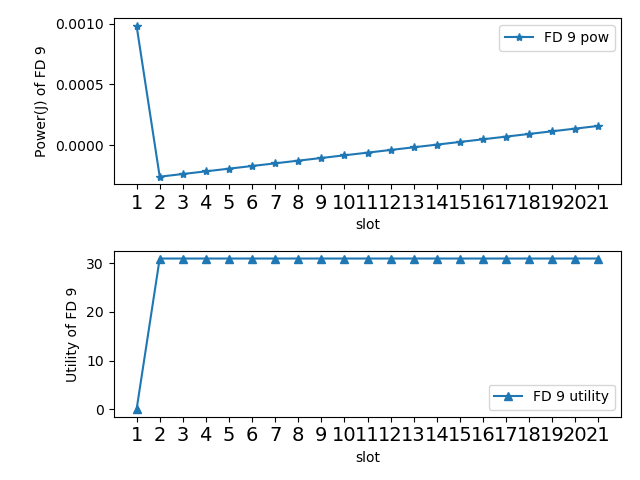 0.0010
0.0005
0.0000
Power(J) of FD 9
FD 9 pow
1 2 3 4 5 6 7 8 9 10 11 12 13 14 15 16 17 18 19 20 21
slot
30
20
10
0
Utility of FD 9
FD 9 utility
1 2 3 4 5 6 7 8 9 10 11 12 13 14 15 16 17 18 19 20 21
slot